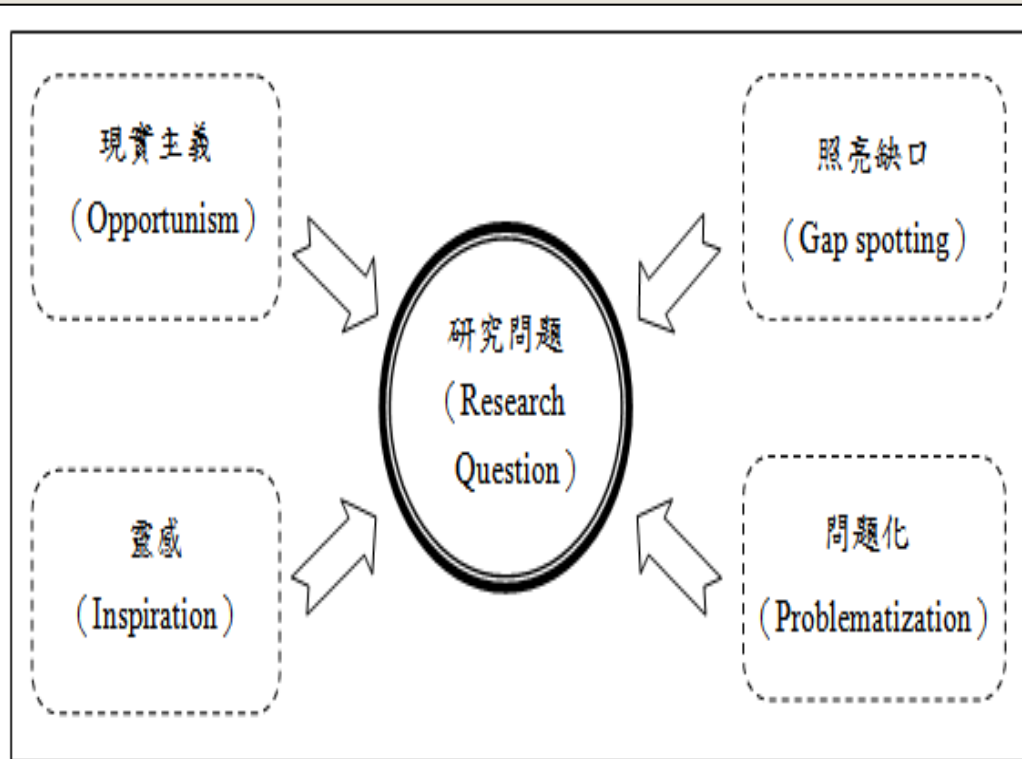 現實主義
（Opportunism）
照亮缺口
（Gap spotting）
研究問題
（Research
Question）
靈感
（Inspiration）
問題化
（Problematization）